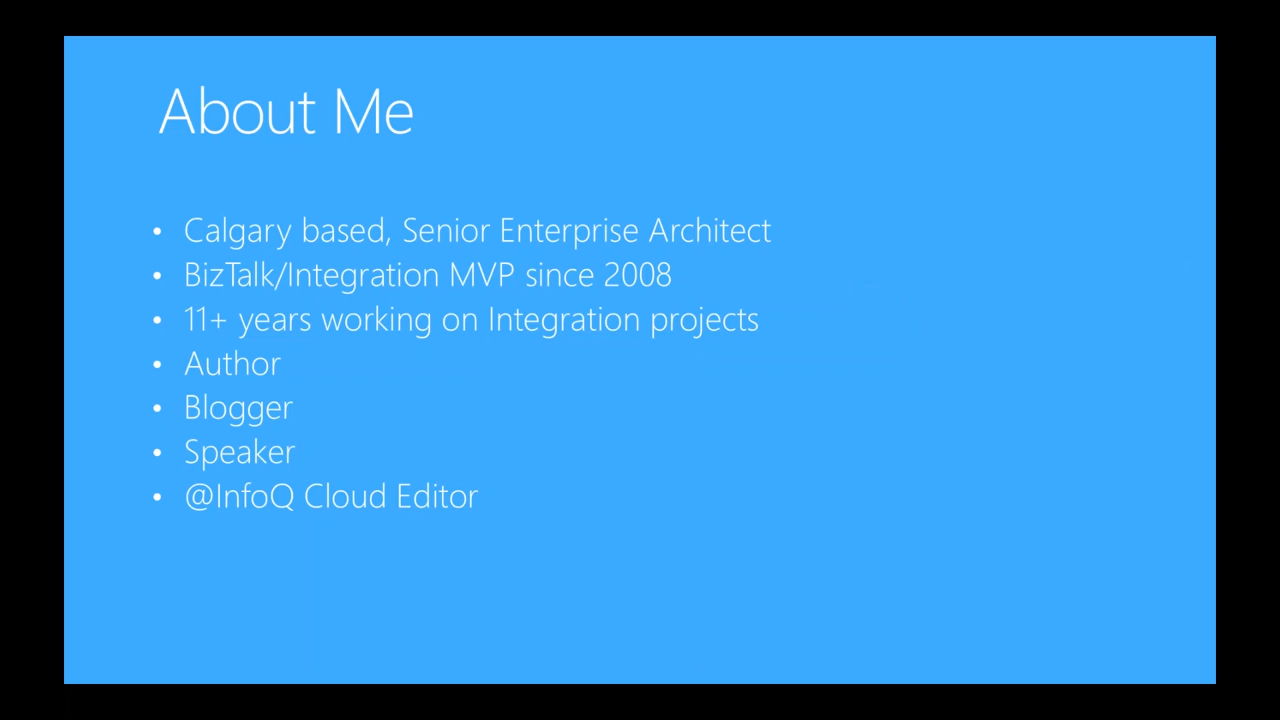 About Me
• Calgary based, Senior Enterprise Architect
• BizTalk/Integration MVP since 2008
• 11+ years working on Integration projects
• Author
• Blogger
• Speaker
• @InfoQ Cloud Editor